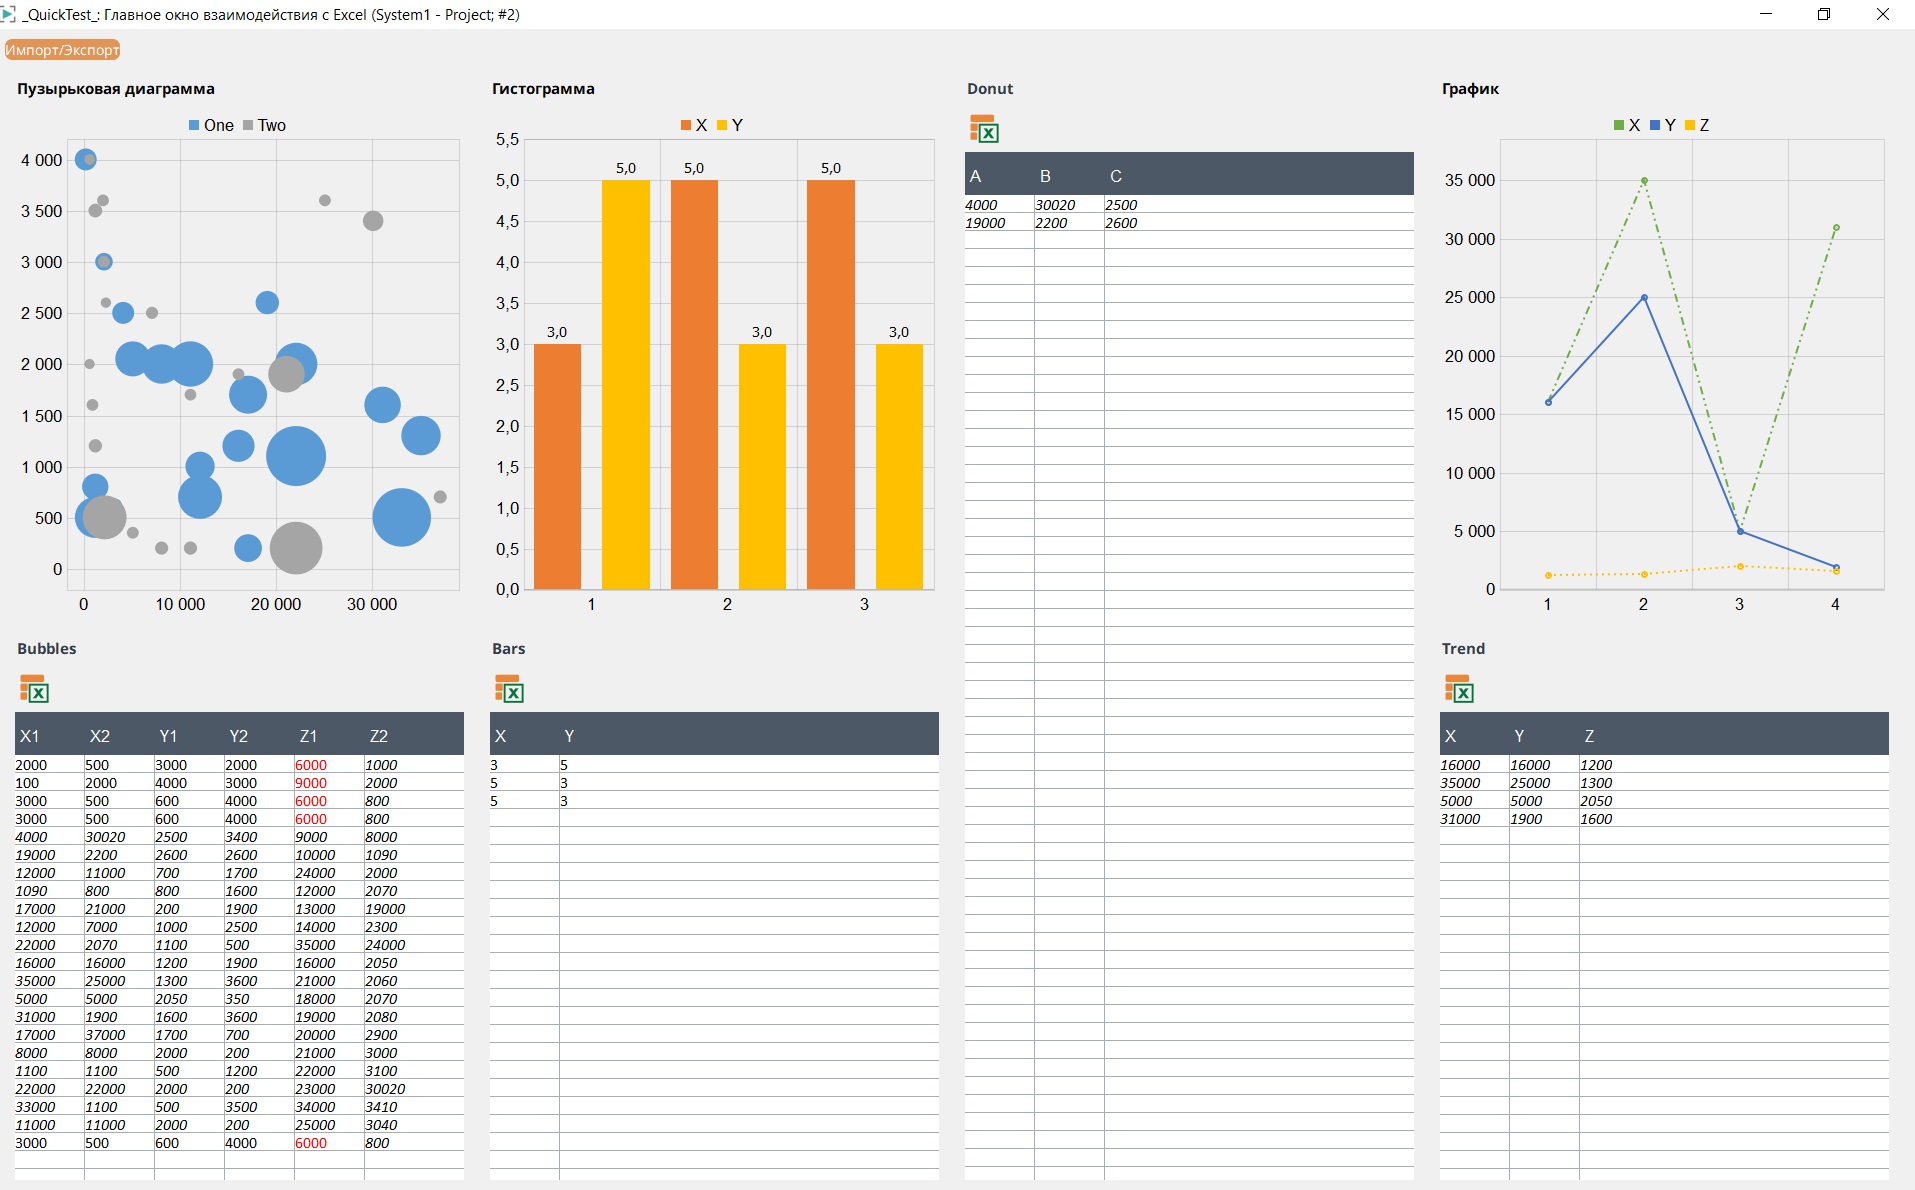 _QuickTest_: Главное окно взаимодействия с Excel (System1 - Project; #2)
Импорт/Экспорт
Пузырьковая диаграмма
One Two
4 000
3 500
3 000
2 500
2 000
1 500
1 000
500
0
0 10 000 20 000 30 000
Гистограмма
X Y
5,5
5,0
4,5
4,0
3,5
3,0
2,5
2,0
1,5
1,0
0,5
0,0
3,0 5,0 5,0 3,0 5,0 3,0
1 2 3
Donut
X
A B C
4000 30020 2500
19000 2200 2600
График
X Y Z
35 000
30 000
25 000
20 000
15 000
10 000
5 000
0
1 2 3 4
Bubbles
X
X1 X2 Y1 Y2 Z1 Z2
2000 500 3000 2000 6000 1000
100 2000 4000 3000 9000 2000
3000 500 600 4000 6000 800
3000 500 600 4000 6000 800
4000 30020 2500 3400 9000 8000
19000 2200 2600 2600 10000 1090
12000 11000 700 1700 24000 2000
1090 800 800 1600 12000 2070
17000 21000 200 1900 13000 19000
12000 7000 1000 2500 14000 2300
22000 2070 1100 500 35000 24000
16000 16000 1200 1900 16000 2050
35000 25000 1300 3600 21000 2060
5000 5000 2050 350 18000 2070
31000 1900 1600 3600 19000 2080
17000 37000 1700 700 20000 2900
8000 8000 2000 200 21000 3000
1100 1100 500 1200 22000 3100
22000 22000 2000 200 23000 30020
33000 1100 500 3500 34000 3410
11000 11000 2000 200 25000 3040
3000 500 600 4000 6000 800
Bars
X
X Y
3 5
5 3
5 3
Trend
X
X Y Z
16000 16000 1200
35000 25000 1300
5000 5000 2050
31000 1900 1600